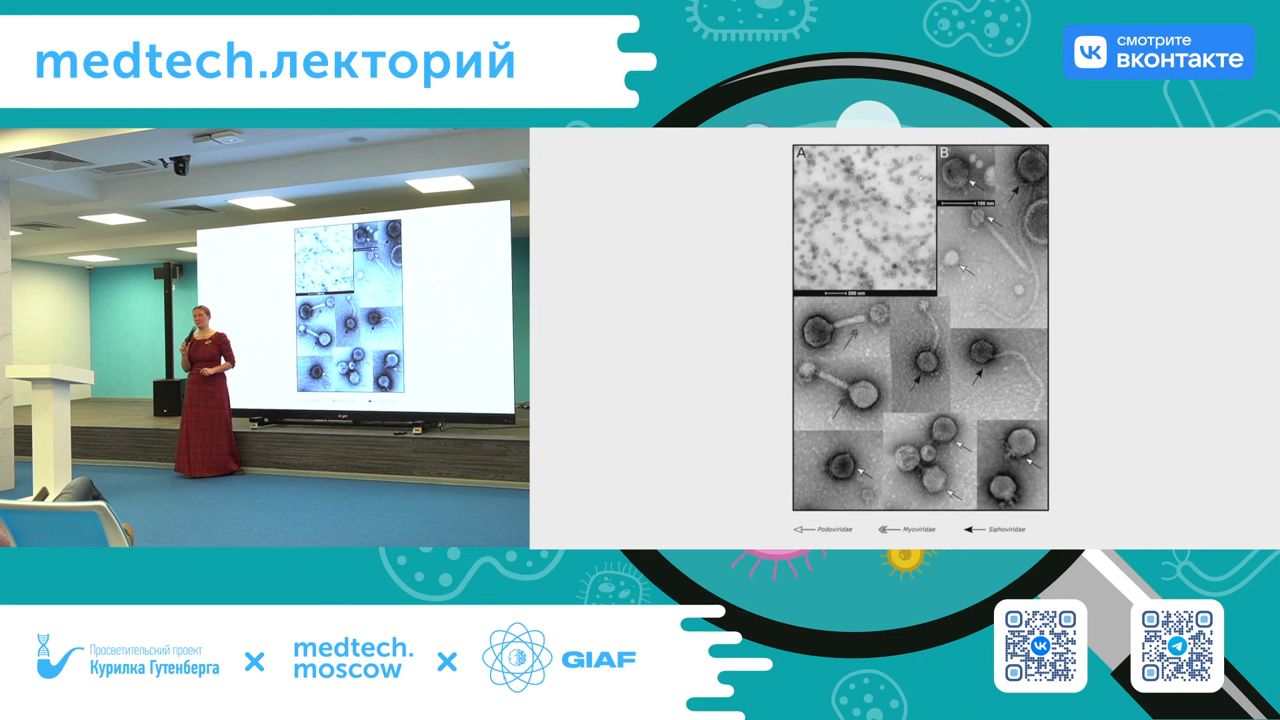 medtech.лекторий
смотрите
вконтакте
A
B
100 nm
500 nm
Podoviridae
Myoviridae
Siphoviridae
Просветительский проект
Курилка Гутенберга
×
medtech.
moscow
×
GIAF